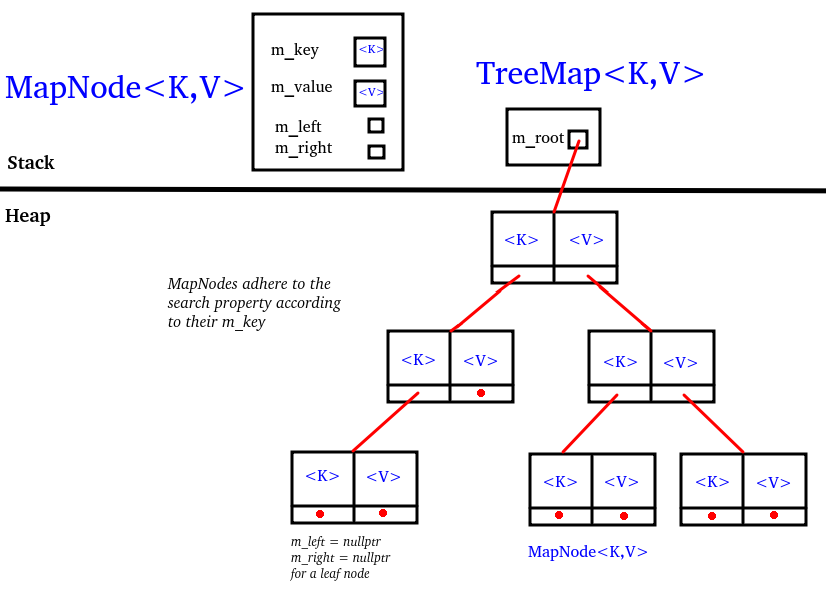 MapNode<K,V>
m_key <K>
m_value <V>
m_left
m_right
TreeMap<K,V>
m_root
Stack
Heap
<K> <V>
MapNodes adhere to the
search property according
to their m_key
<K> <V>
<K> <V>
<K> <V>
<K> <V>
<K> <V>
m_left = nullptr
m_right = nullptr
for a leaf node
MapNode<K,V>